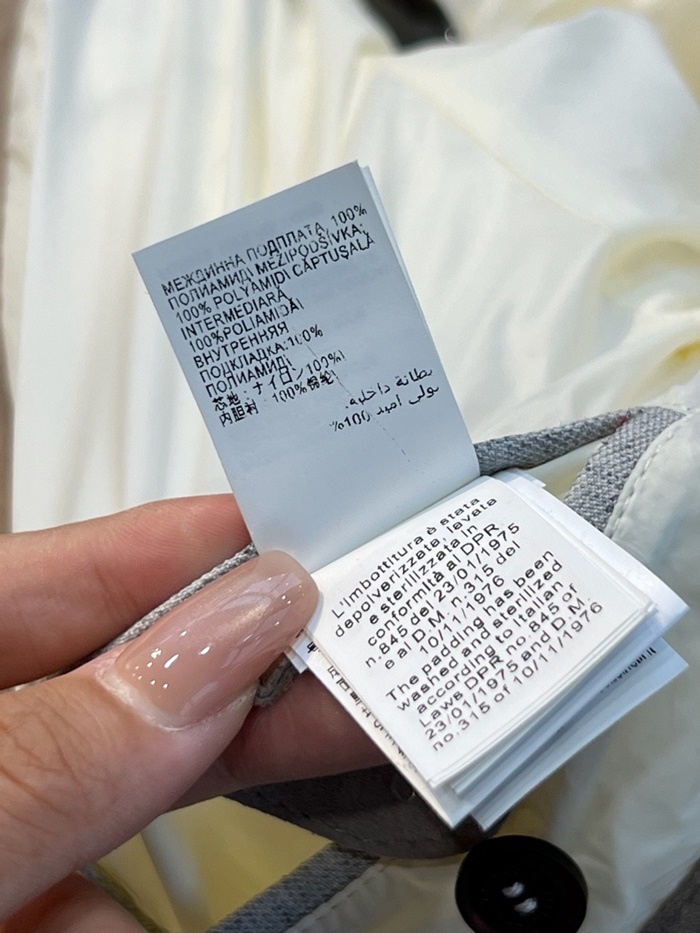 МЕЖДИННА ПОДПЛАТА 100%
ПОЛИАМИД| MEZIPODŠÍVKA:
100% POLYAMID| CĂPTUȘALĂ
INTERMEDIARĂ
100%POLIAMIDĂ|
ВНУТРЕННЯЯ
ПОДКЛАДКА:100%
ПОЛИАМИД|
芯地：ナイロン100%|
内胆衬：100%锦纶|
بطانة داخلية:
%100 بولي اميد
L'imbottitura è stata
depolverizzata, levata
e sterilizzata in
conformità al DPR
n.845 del 23/01/1975
e al D.M. n.315 del
10/11/1976
The padding has been
washed and sterilized
according to Italian
Laws DPR no. 845 of
23/01/1975 and D.M.
no.315 of 10/11/1976